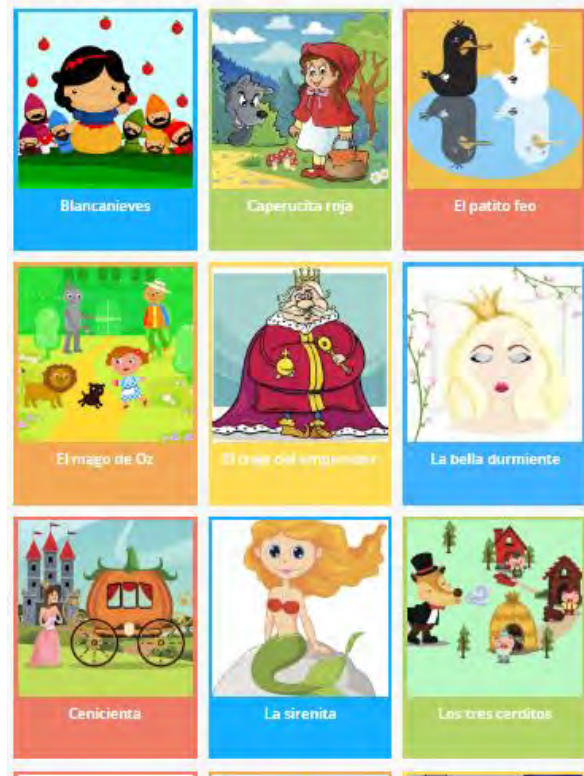 Blancanieves
Caperucita roja
El patito feo
El mago de Oz
El traje del emperador
La bella durmiente
Cenicienta
La sirenita
Los tres cerditos